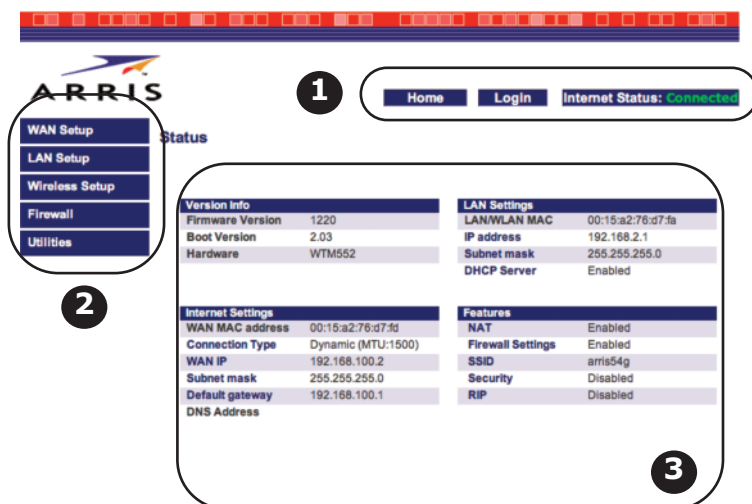 ARRIS
1
Home Login Internet Status: Connected
WAN Setup
LAN Setup
Wireless Setup
Firewall
Utilities
2
Status
Version Info
Firmware Version 1220
Boot Version 2.03
Hardware WTM552
LAN Settings
LAN/WLAN MAC 00:15:a2:76:d7:fa
IP address 192.168.2.1
Subnet mask 255.255.255.0
DHCP Server Enabled
Internet Settings
WAN MAC address 00:15:a2:76:d7:fd
Connection Type Dynamic (MTU:1500)
WAN IP 192.168.100.2
Subnet mask 255.255.255.0
Default gateway 192.168.100.1
DNS Address
Features
NAT Enabled
Firewall Settings Enabled
SSID arris54g
Security Disabled
RIP Disabled
3